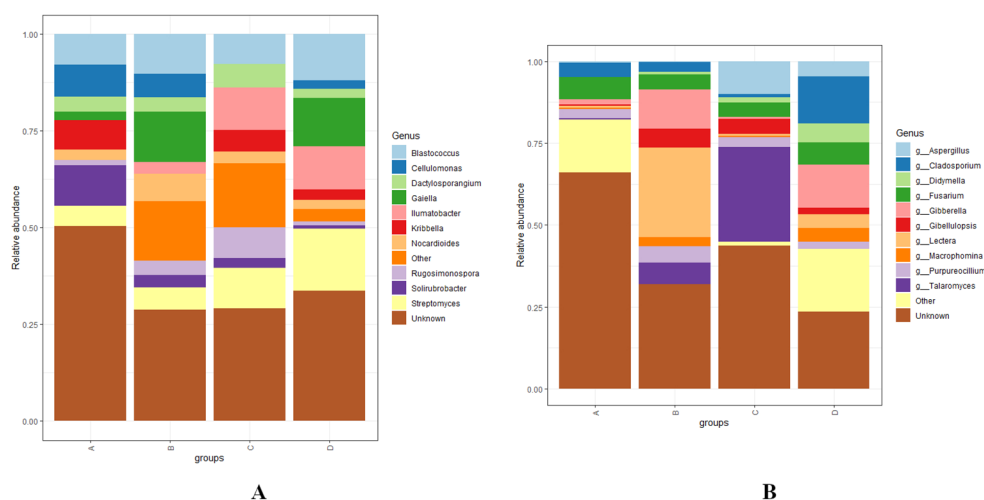 1.00
0.75
0.50
0.25
0.00
Relative abundance
A
B
C
D
groups
Genus
Blastococcus
Cellulomonas
Dactylosporangium
Gaiella
Ilumatobacter
Kribbella
Nocardioides
Other
Rugosimonospora
Solirubrobacter
Streptomyces
Unknown
A
1.00
0.75
0.50
0.25
0.00
Relative abundance
A
B
C
D
groups
Genus
g__Aspergillus
g__Cladosporium
g__Didymella
g__Fusarium
g__Gibberella
g__Gibellulopsis
g__Lectera
g__Macrophomina
g__Purpureocillium
g__Talaromyces
Other
Unknown
B